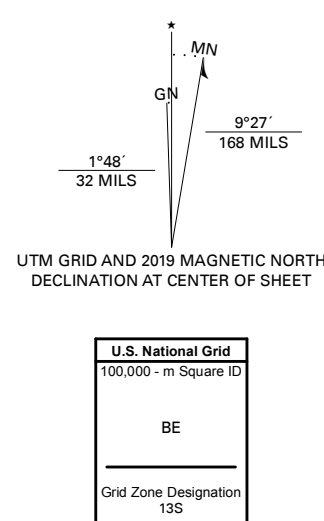 ★
MN
GN
9°27´
168 MILS
1°48´
32 MILS
UTM GRID AND 2019 MAGNETIC NORTH
DECLINATION AT CENTER OF SHEET
U.S. National Grid
100,000 - m Square ID
BE
Grid Zone Designation
13S